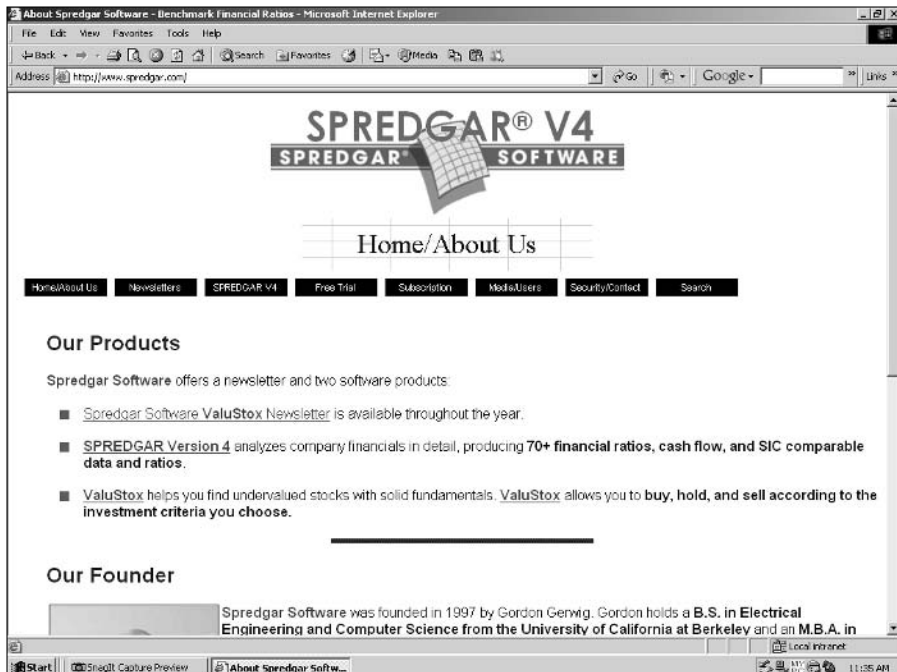 About Spredgar Software - Benchmark Financial Ratios - Microsoft Internet Explorer
File Edit View Favorites Tools Help
Back Search Favorites Media
Address http://www.spredgar.com/ Go Google Links
SPREDGAR® V4
SPREDGAR® SOFTWARE
Home/About Us
Home/About Us Newsletters SPREDGAR V4 Free Trial Subscription Media/Users Security/Contact Search
Our Products
Spredgar Software offers a newsletter and two software products:
Spredgar Software ValuStox Newsletter is available throughout the year.
SPREDGAR Version 4 analyzes company financials in detail, producing 70+ financial ratios, cash flow, and SIC comparable
data and ratios.
ValuStox helps you find undervalued stocks with solid fundamentals. ValuStox allows you to buy, hold, and sell according to the
investment criteria you choose.
Our Founder
Spredgar Software was founded in 1997 by Gordon Gerwig. Gordon holds a B.S. in Electrical
Engineering and Computer Science from the University of California at Berkeley and an M.B.A. in
Local intranet
Start SnagIt Capture Preview About Spredgar Softw... 11:35 AM